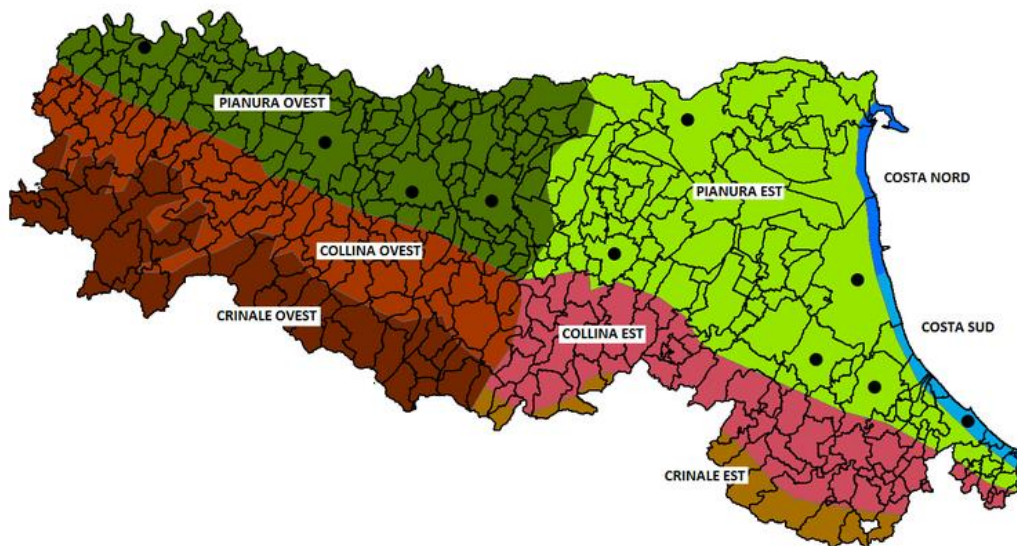 PIANURA OVEST
COSTA NORD
PIANURA EST
COLLINA OVEST
CRINALE OVEST
COSTA SUD
COLLINA EST
CRINALE EST